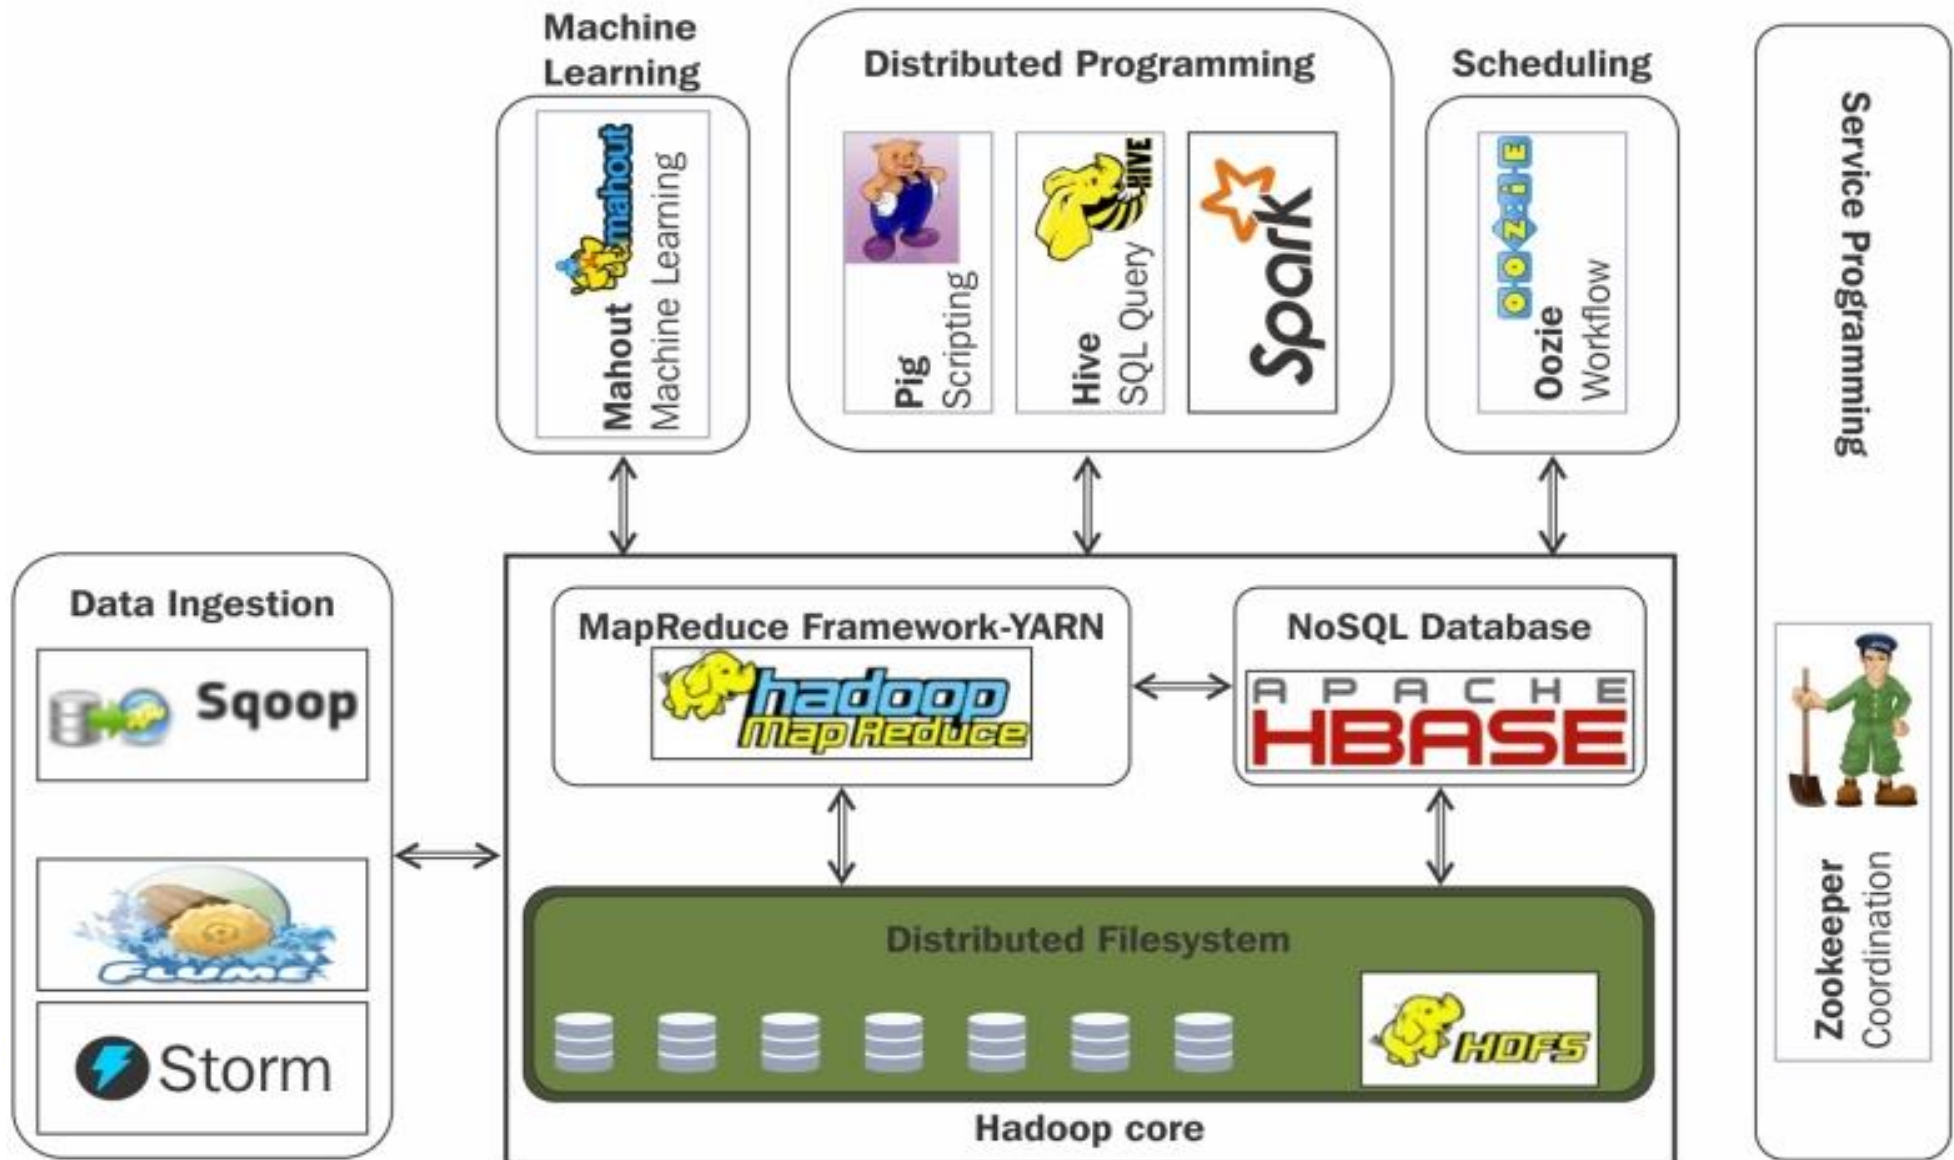 Machine
Learning
mahout
Mahout
Machine Learning
Distributed Programming
Pig
Scripting
HIVE
Hive
SQL Query
Spark
Scheduling
OOZIE
Oozie
Workflow
Service Programming
Zookeeper
Coordination
Data Ingestion
Sqoop
FLUME
Storm
MapReduce Framework-YARN
hadoop
Map Reduce
NoSQL Database
APACHE
HBASE
Distributed Filesystem
HDFS
Hadoop core